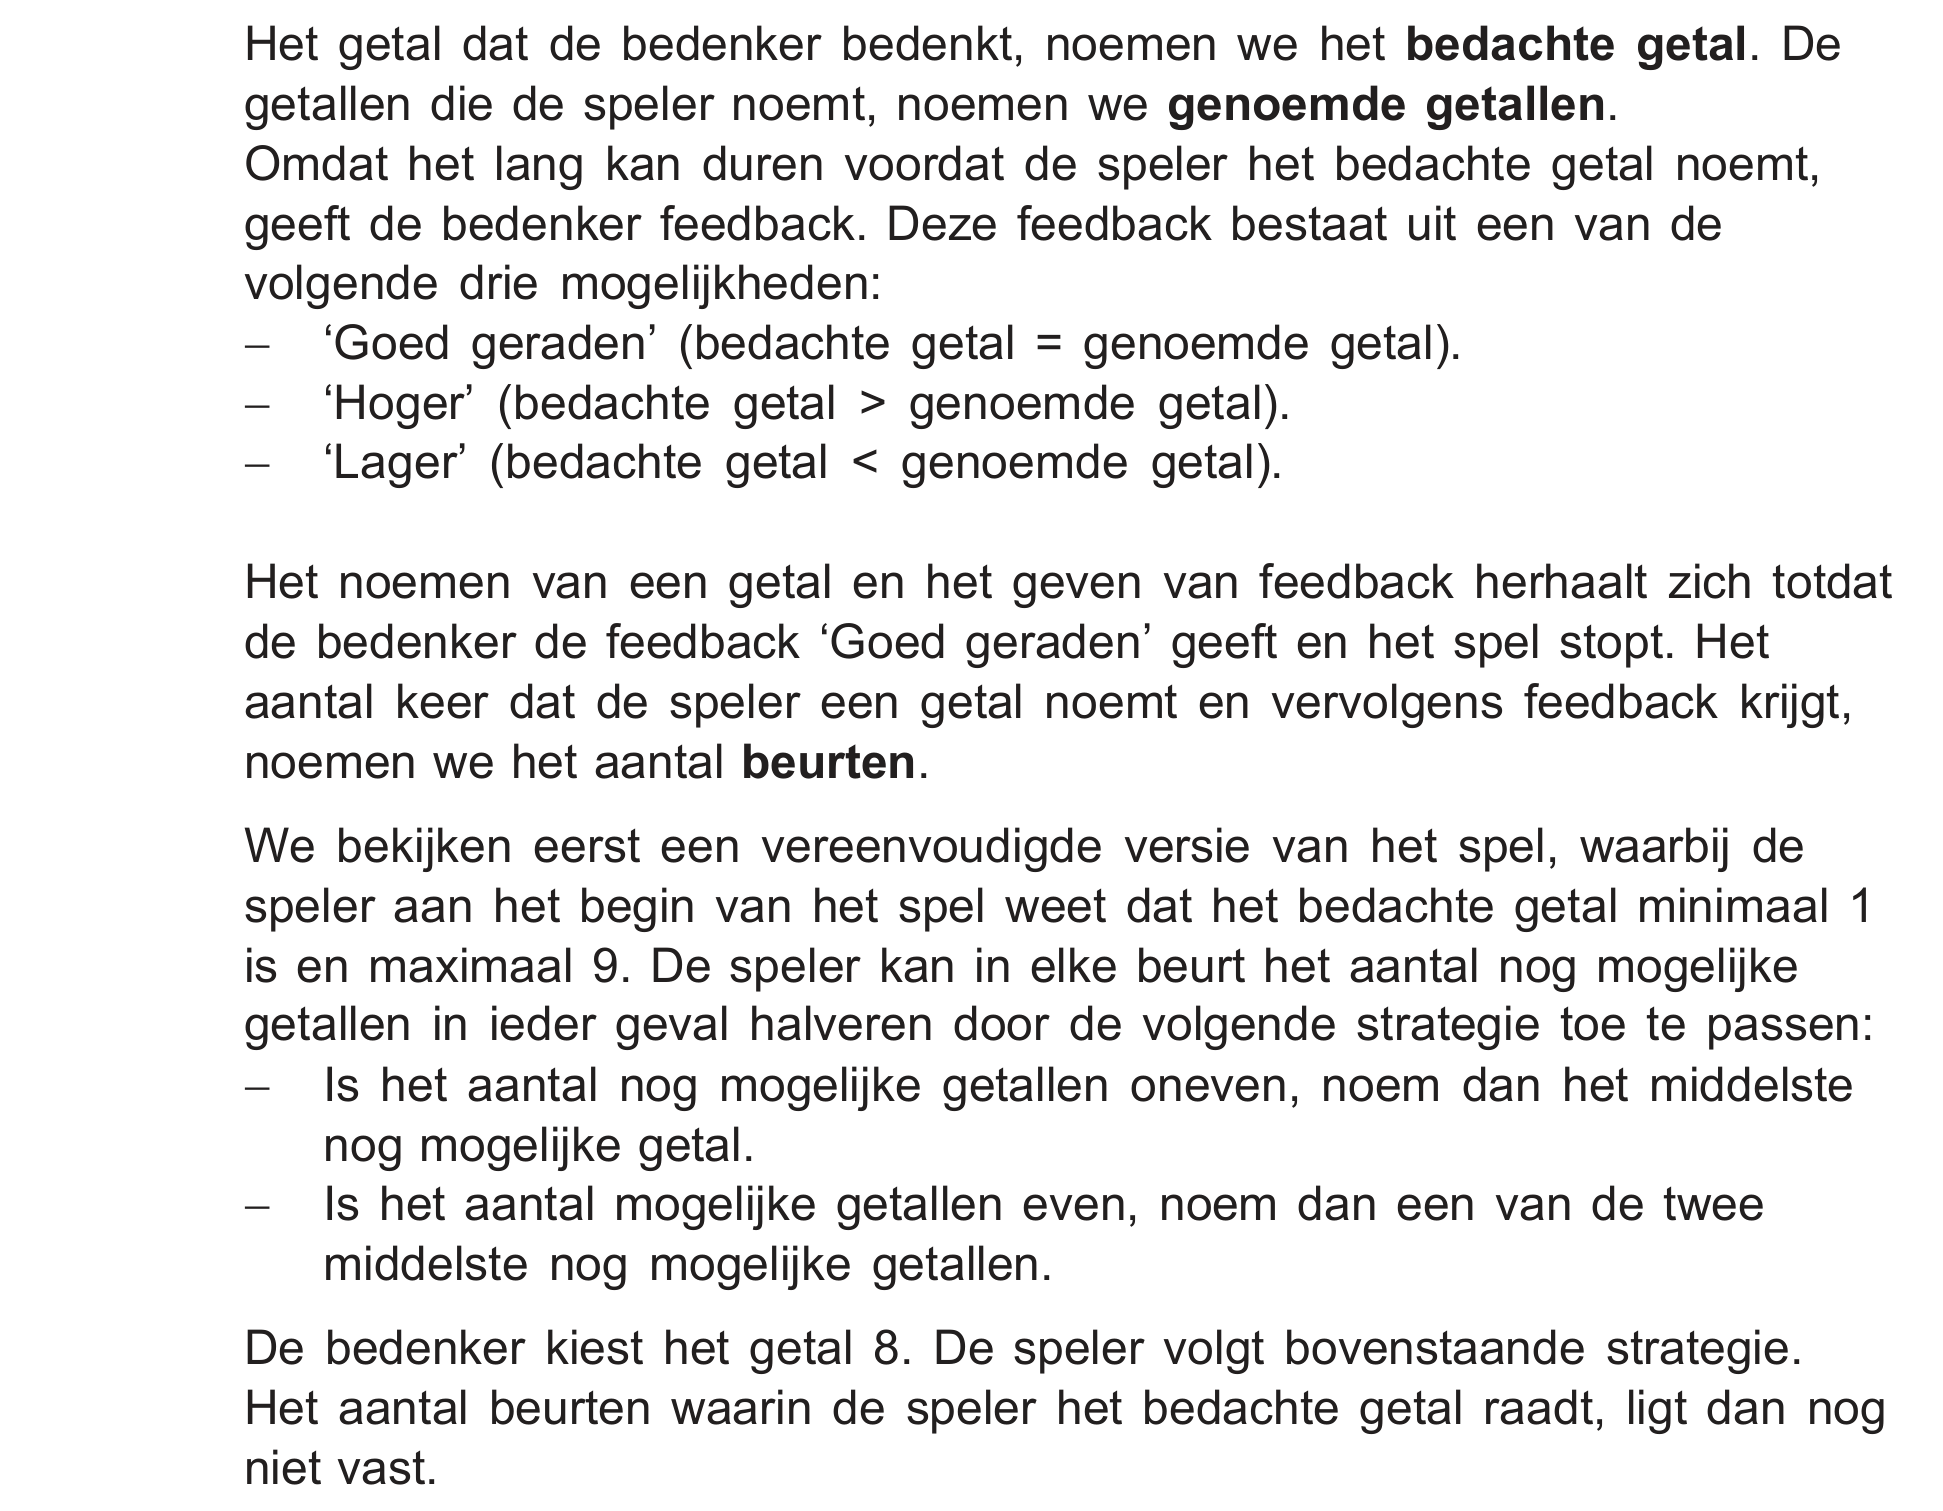 Het getal dat de bedenker bedenkt, noemen we het bedachte getal. De
getallen die de speler noemt, noemen we genoemde getallen.
Omdat het lang kan duren voordat de speler het bedachte getal noemt,
geeft de bedenker feedback. Deze feedback bestaat uit een van de
volgende drie mogelijkheden:
– ‘Goed geraden’ (bedachte getal = genoemde getal).
– ‘Hoger’ (bedachte getal > genoemde getal).
– ‘Lager’ (bedachte getal < genoemde getal).
Het noemen van een getal en het geven van feedback herhaalt zich totdat
de bedenker de feedback ‘Goed geraden’ geeft en het spel stopt. Het
aantal keer dat de speler een getal noemt en vervolgens feedback krijgt,
noemen we het aantal beurten.
We bekijken eerst een vereenvoudigde versie van het spel, waarbij de
speler aan het begin van het spel weet dat het bedachte getal minimaal 1
is en maximaal 9. De speler kan in elke beurt het aantal nog mogelijke
getallen in ieder geval halveren door de volgende strategie toe te passen:
– Is het aantal nog mogelijke getallen oneven, noem dan het middelste
nog mogelijke getal.
– Is het aantal mogelijke getallen even, noem dan een van de twee
middelste nog mogelijke getallen.
De bedenker kiest het getal 8. De speler volgt bovenstaande strategie.
Het aantal beurten waarin de speler het bedachte getal raadt, ligt dan nog
niet vast.